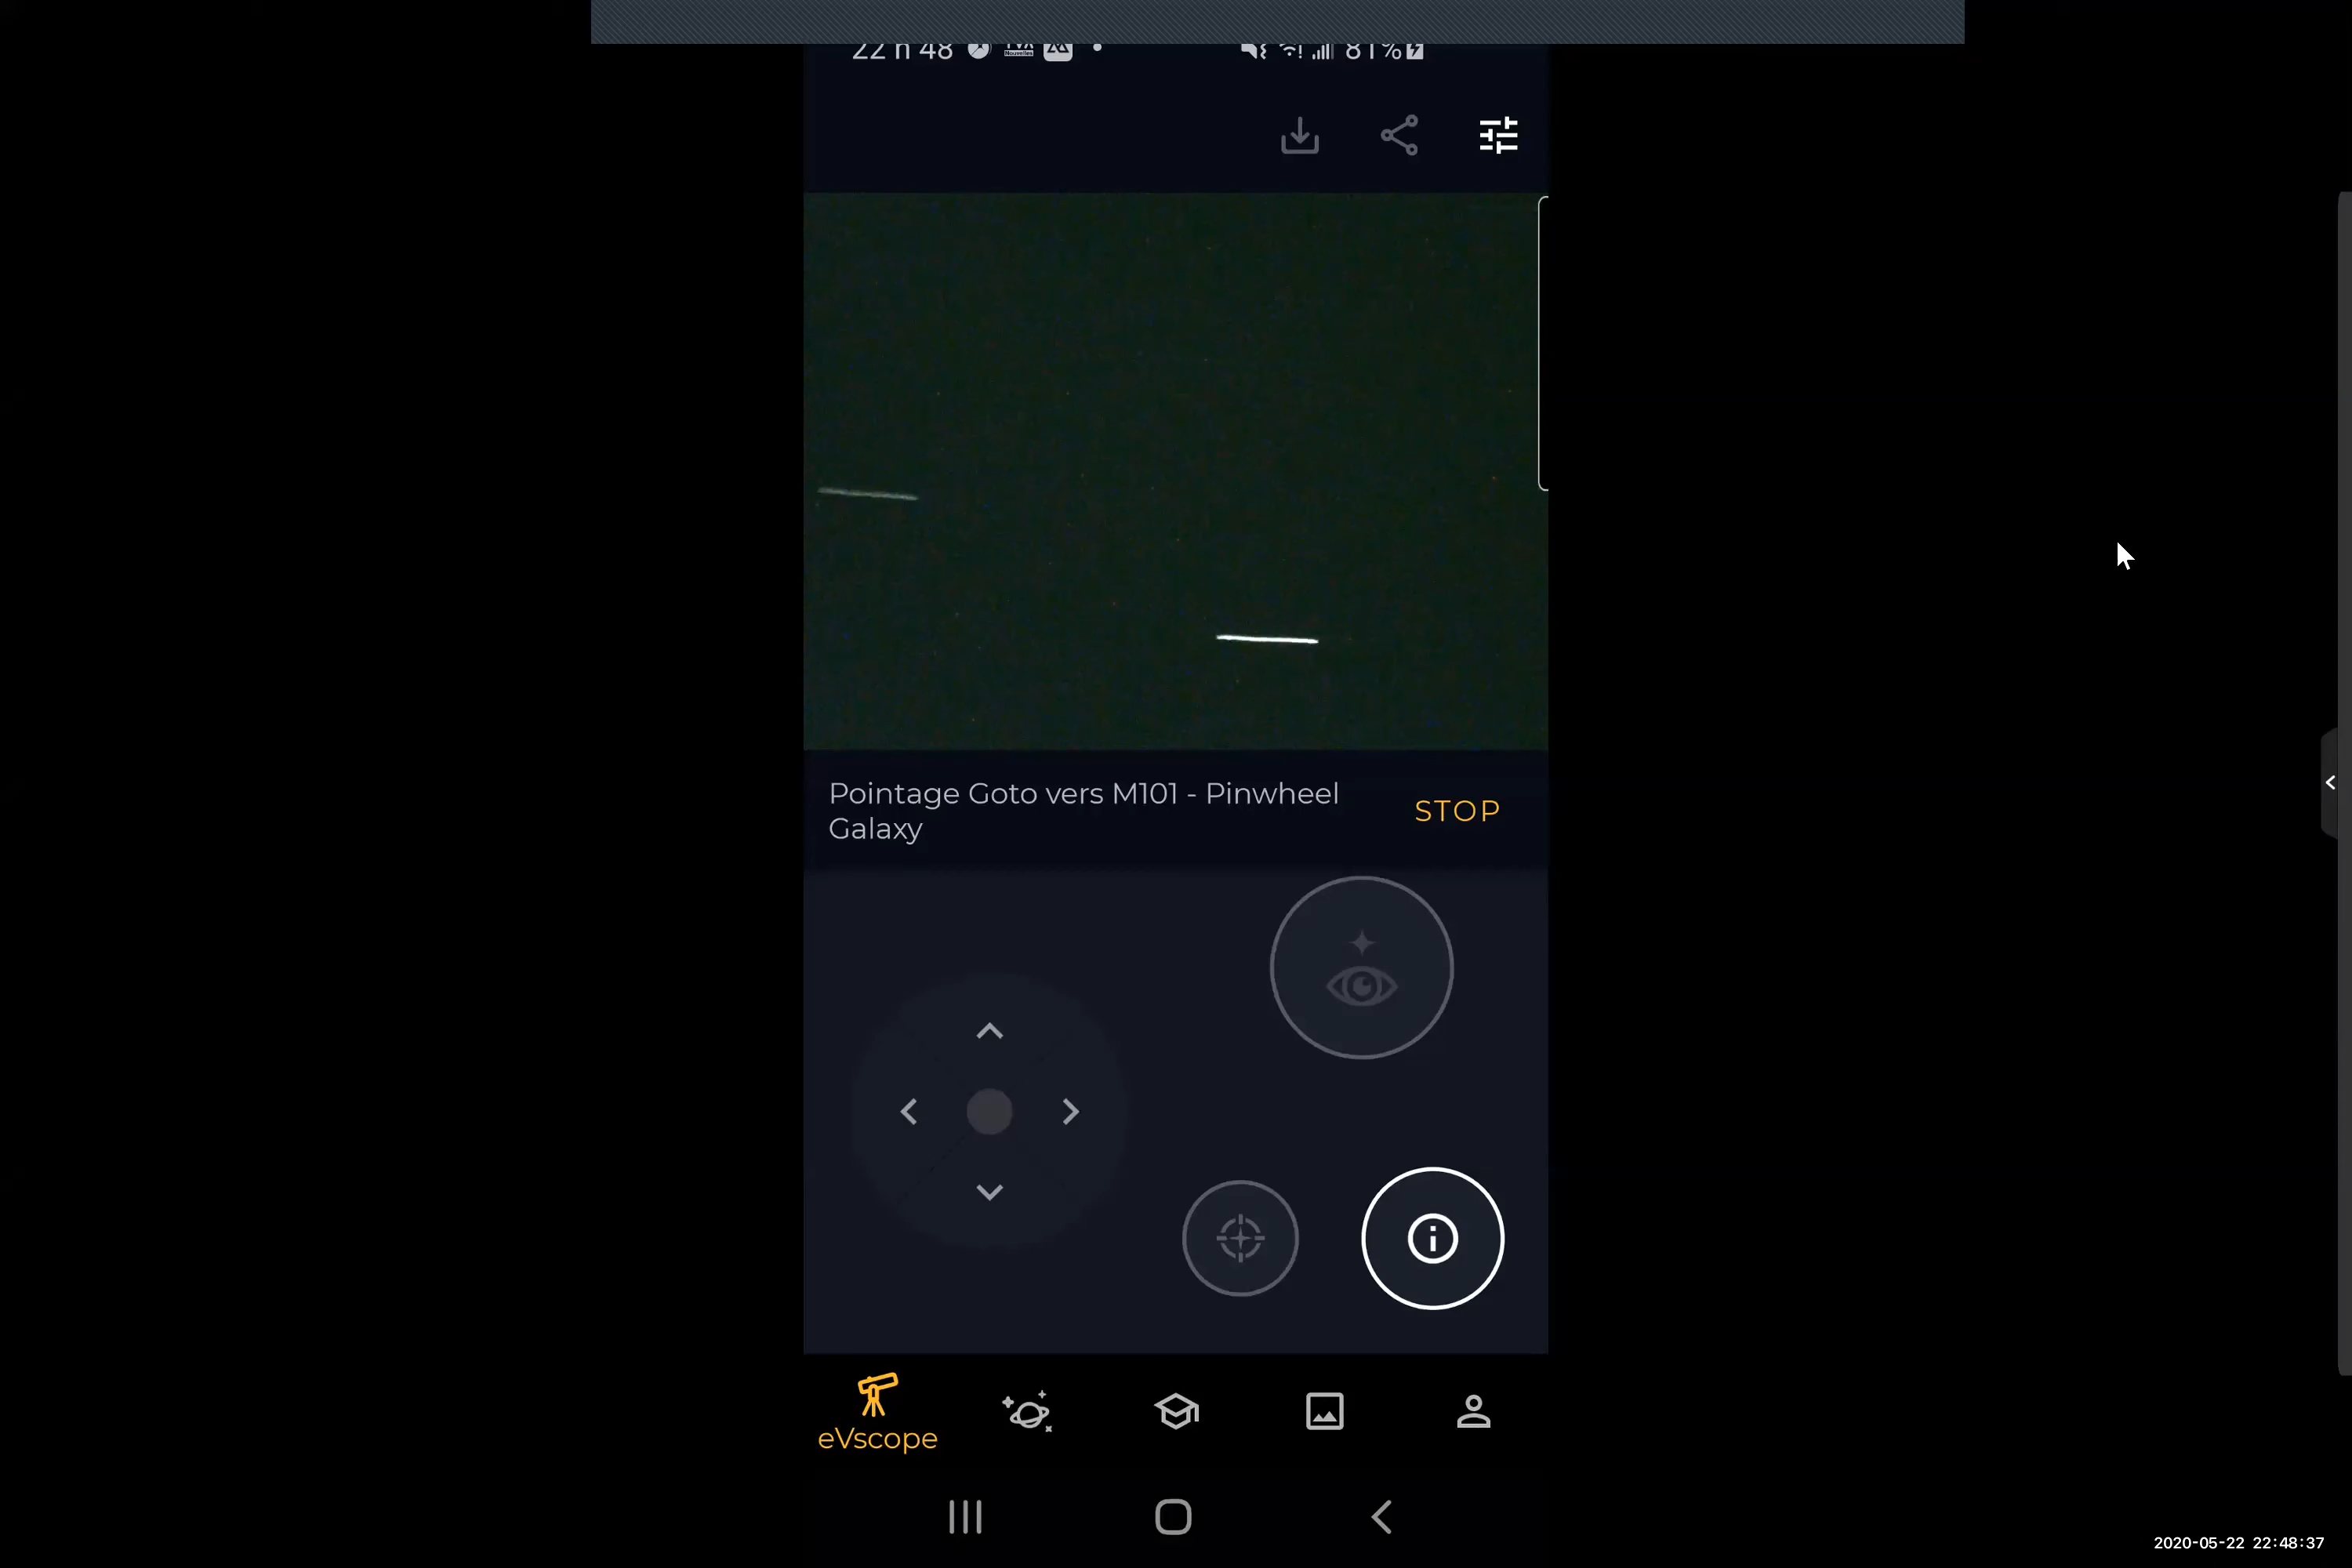 22 h 48 81%
Pointage Goto vers M101 - Pinwheel
Galaxy
STOP
eVscope
2020-05-22 22:48:37